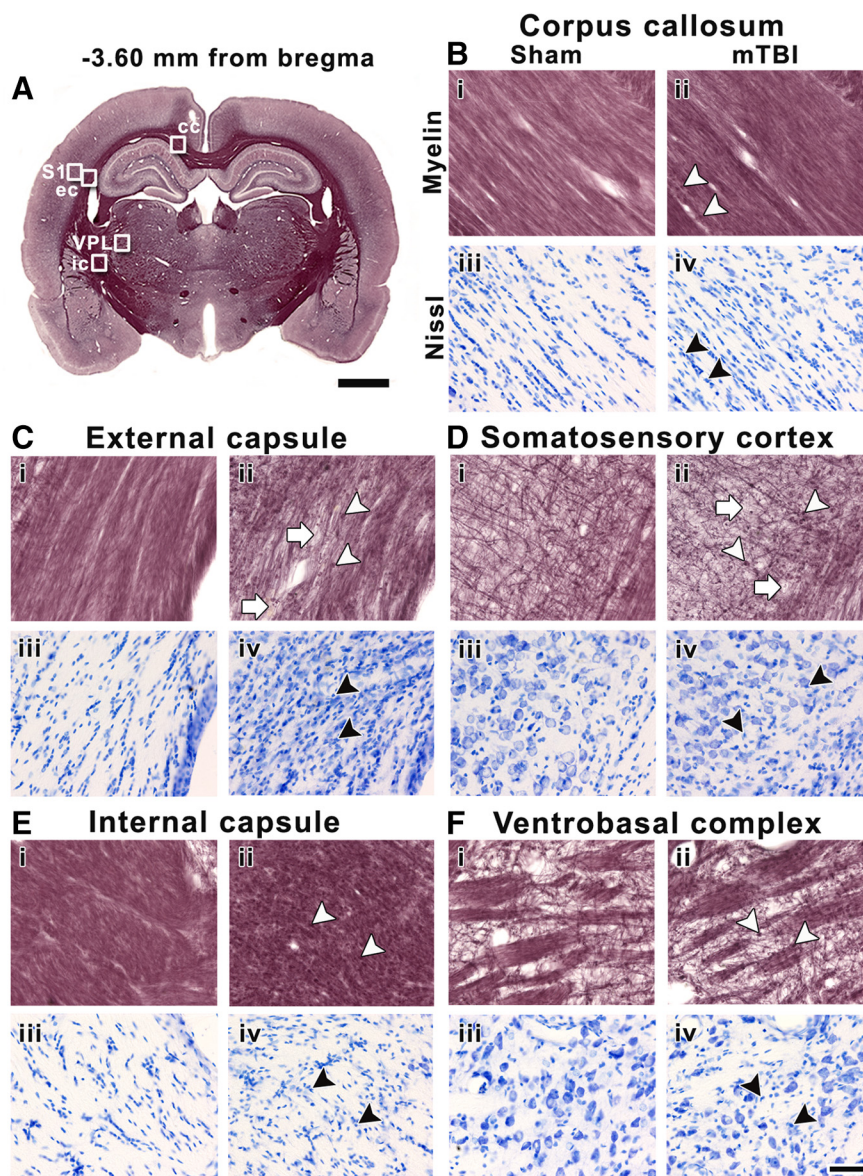 -3.60 mm from bregma
A
cc
S1
ec
VPL
ic
Corpus callosum
B
Sham
mTBI
Myelin
i
ii
Nissl
iii
iv
C
External capsule
i
ii
iii
iv
D
Somatosensory cortex
i
ii
iii
iv
E
Internal capsule
i
ii
iii
iv
F
Ventrobasal complex
i
ii
iii
iv